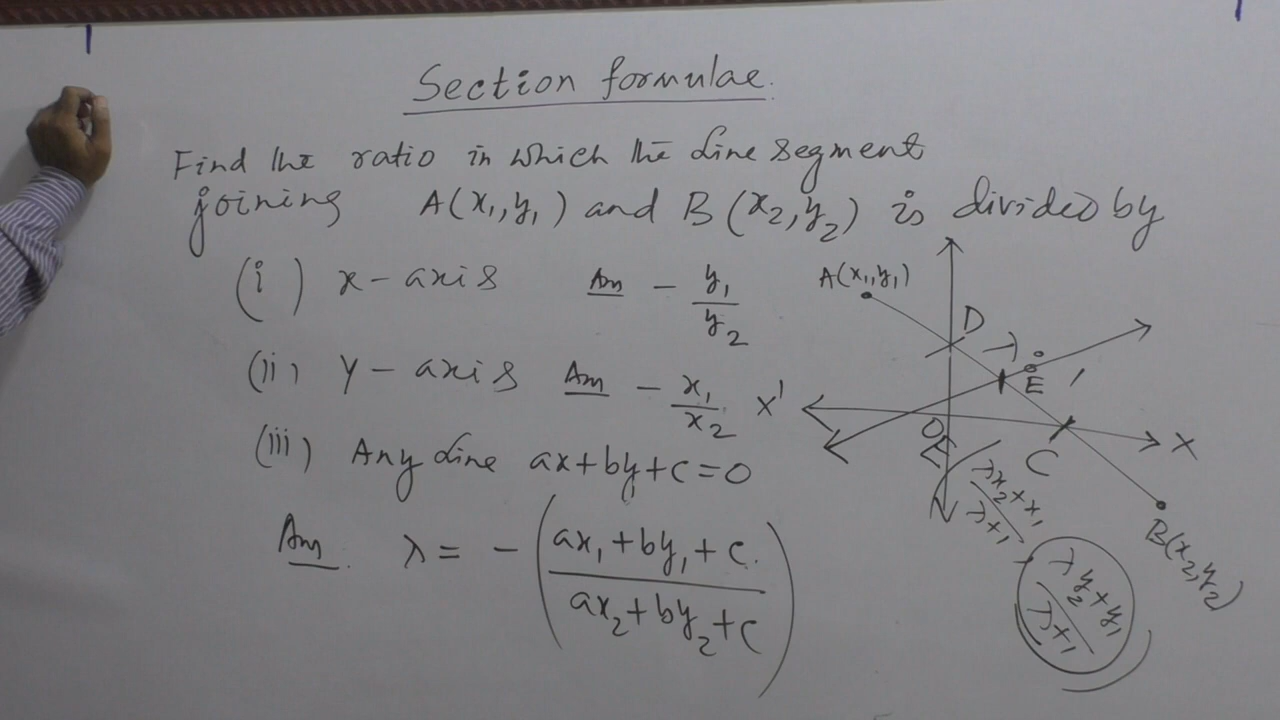 Section formulae.
Find the ratio in which the line segment
joining A(x₁,y₁) and B(x₂,y₂) is divided by
(i) x-axis Ans - y₁/y₂
(ii) Y-axis Ans - x₁/x₂
(iii) Any line ax+by+c=0
Ans. λ = -(ax₁+by₁+c / ax₂+by₂+c)
A(x₁,y₁)
D
λ : 1
E
X' X
O
C
B(x₂,y₂)
λx₂+x₁/λ+1, λy₂+y₁/λ+1